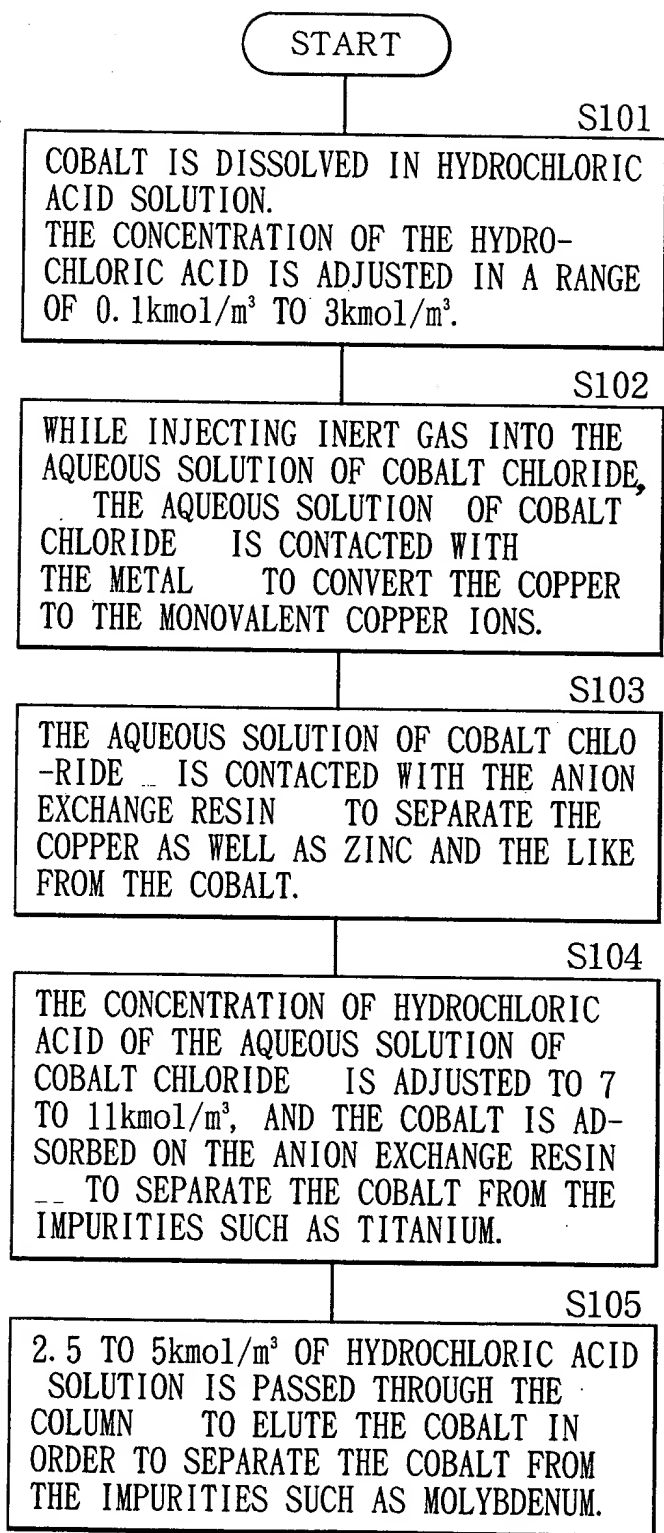 START
S101
COBALT IS DISSOLVED IN HYDROCHLORIC
ACID SOLUTION.
THE CONCENTRATION OF THE HYDRO-
CHLORIC ACID IS ADJUSTED IN A RANGE
OF 0.1kmol/m³ TO 3kmol/m³.
S102
WHILE INJECTING INERT GAS INTO THE
AQUEOUS SOLUTION OF COBALT CHLORIDE,
THE AQUEOUS SOLUTION OF COBALT
CHLORIDE IS CONTACTED WITH
THE METAL TO CONVERT THE COPPER
TO THE MONOVALENT COPPER IONS.
S103
THE AQUEOUS SOLUTION OF COBALT CHLO
-RIDE IS CONTACTED WITH THE ANION
EXCHANGE RESIN TO SEPARATE THE
COPPER AS WELL AS ZINC AND THE LIKE
FROM THE COBALT.
S104
THE CONCENTRATION OF HYDROCHLORIC
ACID OF THE AQUEOUS SOLUTION OF
COBALT CHLORIDE IS ADJUSTED TO 7
TO 11kmol/m³, AND THE COBALT IS AD-
SORBED ON THE ANION EXCHANGE RESIN
TO SEPARATE THE COBALT FROM THE
IMPURITIES SUCH AS TITANIUM.
S105
2.5 TO 5kmol/m³ OF HYDROCHLORIC ACID
SOLUTION IS PASSED THROUGH THE
COLUMN TO ELUTE THE COBALT IN
ORDER TO SEPARATE THE COBALT FROM
THE IMPURITIES SUCH AS MOLYBDENUM.